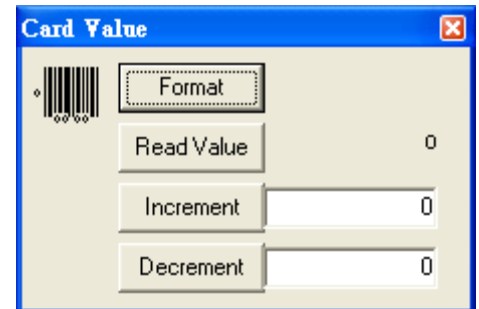 Card Value
Format
Read Value 0
Increment 0
Decrement 0